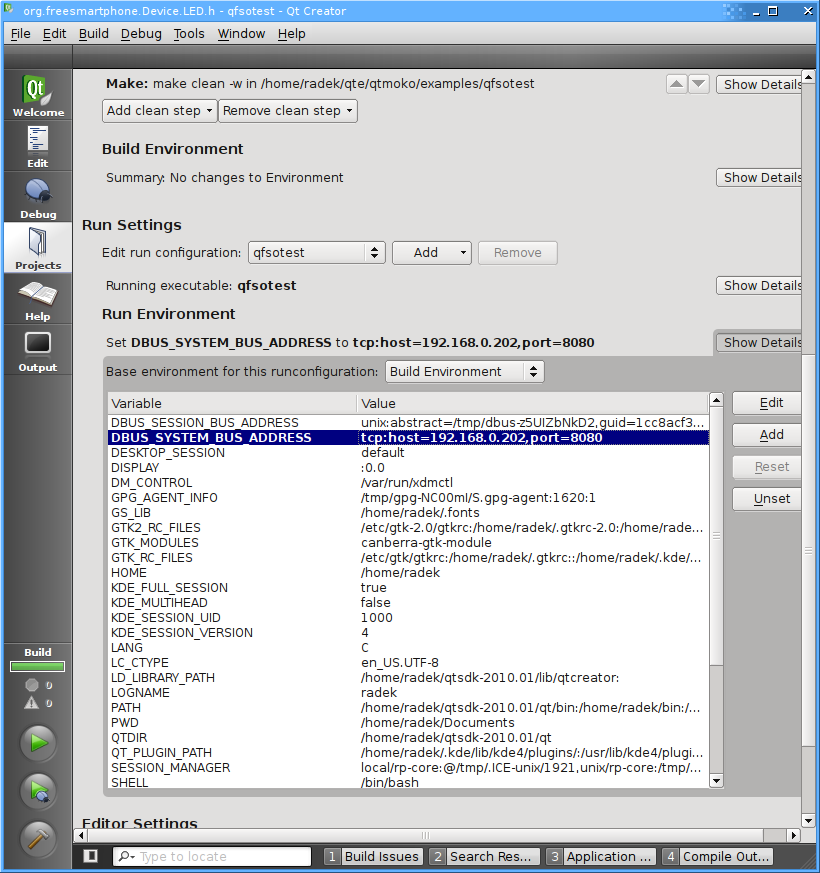 org.freesmartphone.Device.LED.h - qfsotest - Qt Creator
File Edit Build Debug Tools Window Help
Make: make clean -w in /home/radek/qte/qtmoko/examples/qfsotest Show Details
Add clean step Remove clean step
Build Environment
Summary: No changes to Environment Show Details
Run Settings
Edit run configuration: qfsotest Add Remove
Running executable: qfsotest Show Details
Run Environment
Set DBUS_SYSTEM_BUS_ADDRESS to tcp:host=192.168.0.202,port=8080 Show Details
Base environment for this runconfiguration: Build Environment
Variable Value
DBUS_SESSION_BUS_ADDRESS unix:abstract=/tmp/dbus-z5UIZbNkD2,guid=1cc8acf3...
DBUS_SYSTEM_BUS_ADDRESS tcp:host=192.168.0.202,port=8080
DESKTOP_SESSION default
DISPLAY :0.0
DM_CONTROL /var/run/xdmctl
GPG_AGENT_INFO /tmp/gpg-NC00ml/S.gpg-agent:1620:1
GS_LIB /home/radek/.fonts
GTK2_RC_FILES /etc/gtk-2.0/gtkrc:/home/radek/.gtkrc-2.0:/home/rade...
GTK_MODULES canberra-gtk-module
GTK_RC_FILES /etc/gtk/gtkrc:/home/radek/.gtkrc::/home/radek/.kde/...
HOME /home/radek
KDE_FULL_SESSION true
KDE_MULTIHEAD false
KDE_SESSION_UID 1000
KDE_SESSION_VERSION 4
LANG C
LC_CTYPE en_US.UTF-8
LD_LIBRARY_PATH /home/radek/qtsdk-2010.01/lib/qtcreator:
LOGNAME radek
PATH /home/radek/qtsdk-2010.01/qt/bin:/home/radek/bin:/...
PWD /home/radek/Documents
QTDIR /home/radek/qtsdk-2010.01/qt
QT_PLUGIN_PATH /home/radek/.kde/lib/kde4/plugins/:/usr/lib/kde4/plugi...
SESSION_MANAGER local/rp-core:@/tmp/.ICE-unix/1921,unix/rp-core:/tmp/...
SHELL /bin/bash
Edit
Add
Reset
Unset
Editor Settings
Qt
Welcome
Edit
Debug
Projects
Help
Output
Build
0
0
Type to locate 1 Build Issues 2 Search Res... 3 Application ... 4 Compile Out...